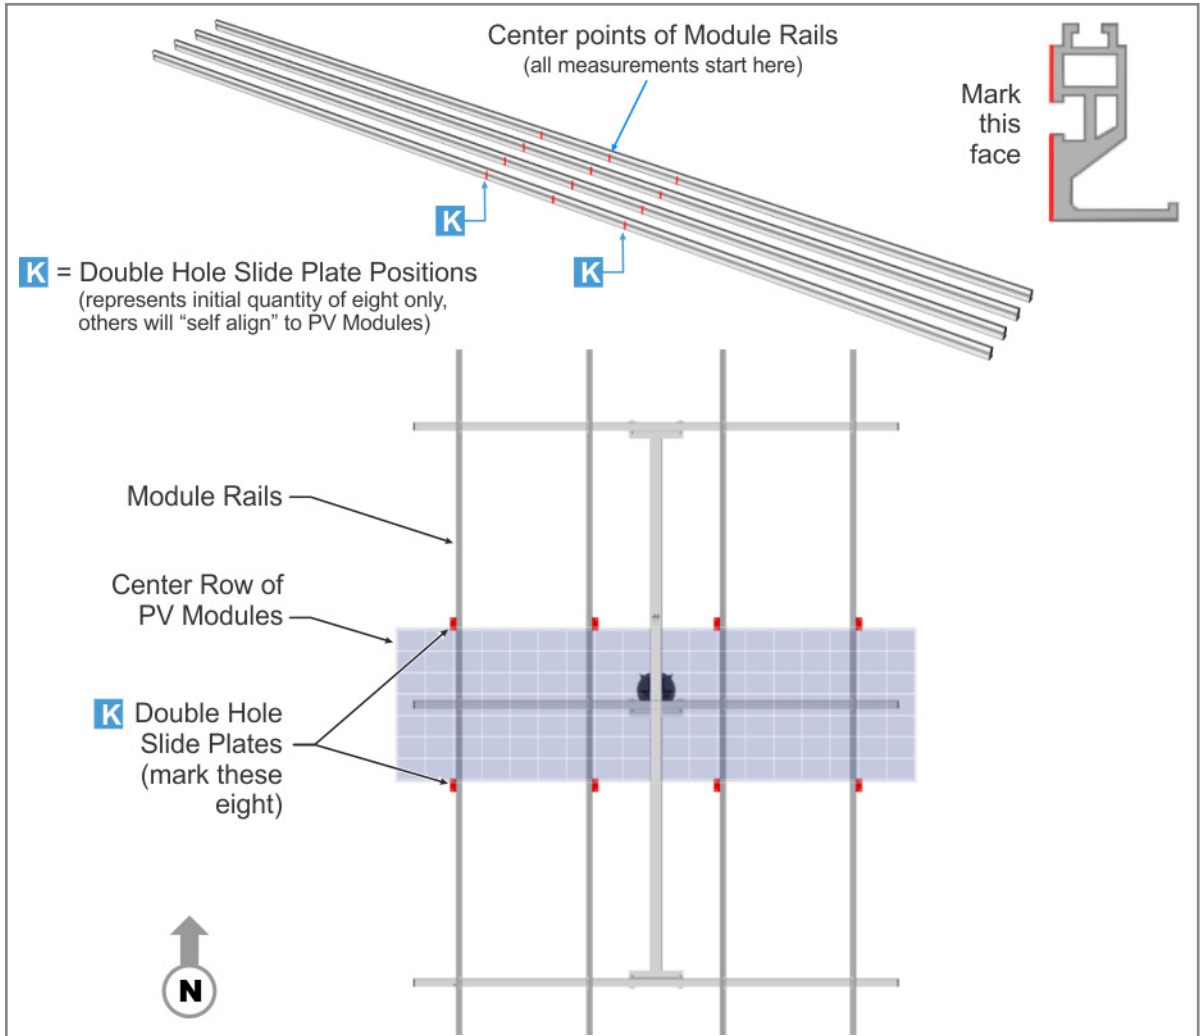 Center points of Module Rails
(all measurements start here)
Mark
this
face
K
K
K = Double Hole Slide Plate Positions
(represents initial quantity of eight only,
others will “self align” to PV Modules)
Module Rails
Center Row of
PV Modules
K Double Hole
Slide Plates
(mark these
eight)
N